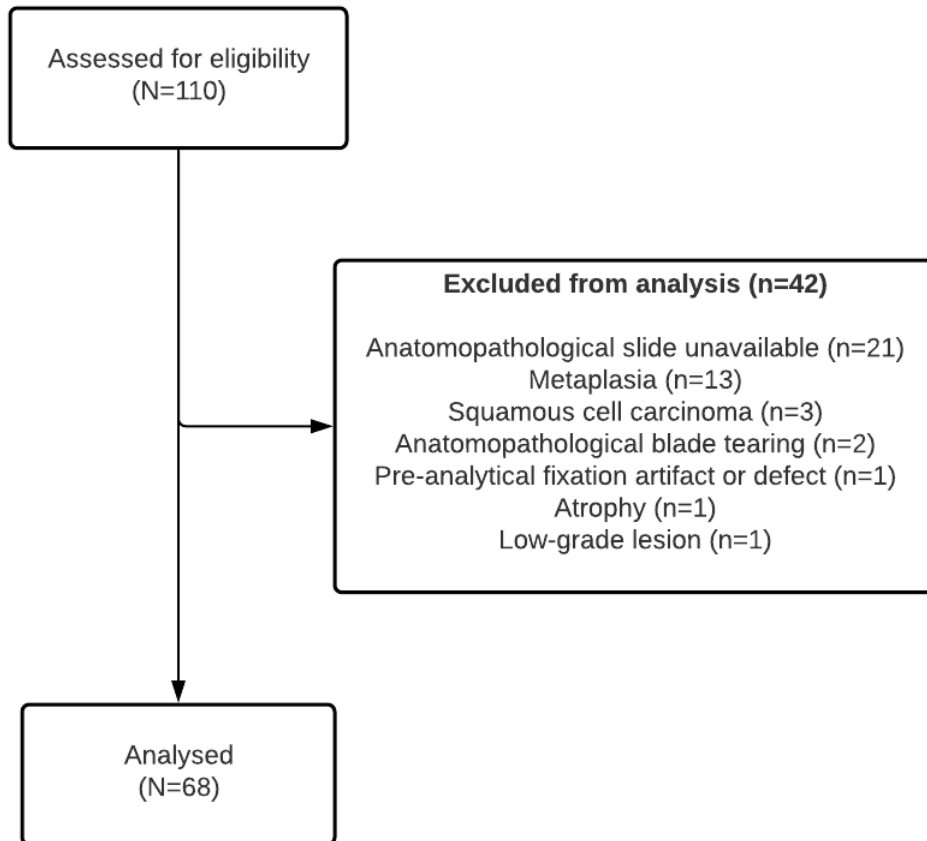 Assessed for eligibility
(N=110)
Excluded from analysis (n=42)
Anatomopathological slide unavailable (n=21)
Metaplasia (n=13)
Squamous cell carcinoma (n=3)
Anatomopathological blade tearing (n=2)
Pre-analytical fixation artifact or defect (n=1)
Atrophy (n=1)
Low-grade lesion (n=1)
Analysed
(N=68)